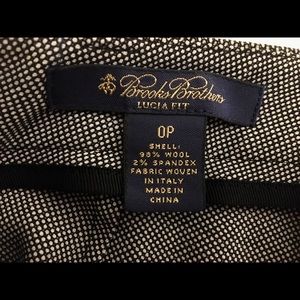 Brooks Brothers
LUCIA FIT
0P
SHELL:
98% WOOL
2% SPANDEX
FABRIC WOVEN
IN ITALY
MADE IN
CHINA